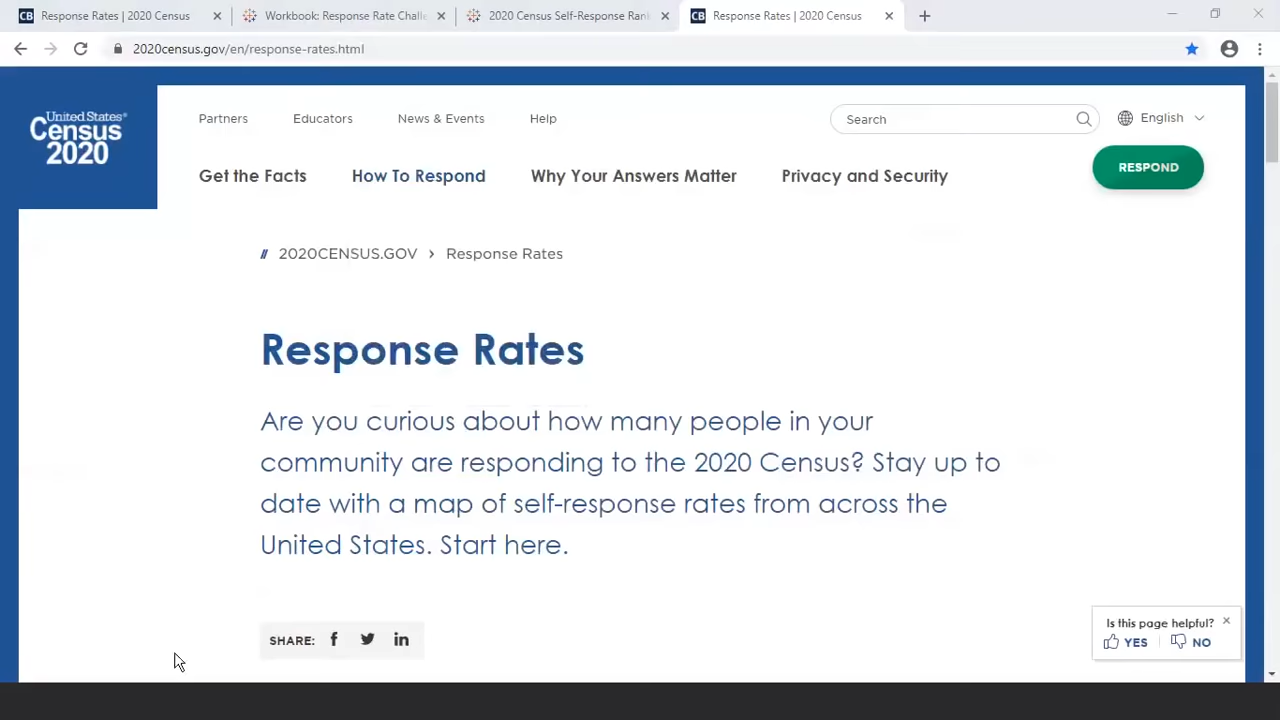 Response Rates | 2020 Census
Workbook: Response Rate Challe
2020 Census Self-Response Rank
Response Rates | 2020 Census
2020census.gov/en/response-rates.html
United States®
Census
2020
Partners
Educators
News & Events
Help
Search
English
Get the Facts
How To Respond
Why Your Answers Matter
Privacy and Security
RESPOND
// 2020CENSUS.GOV > Response Rates
Response Rates
Are you curious about how many people in your
community are responding to the 2020 Census? Stay up to
date with a map of self-response rates from across the
United States. Start here.
SHARE:
Is this page helpful?
YES
NO